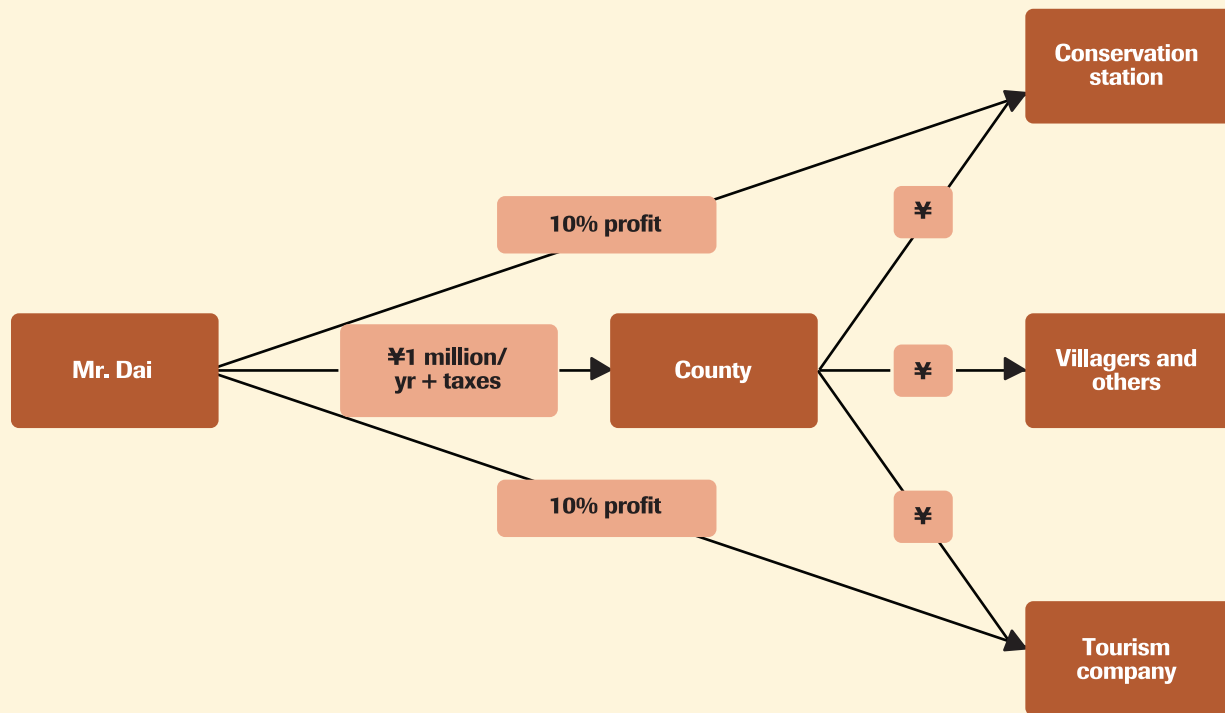 Conservation
station
10% profit
¥
Mr. Dai
¥1 million/
yr + taxes
County
¥
Villagers and
others
10% profit
¥
Tourism
company